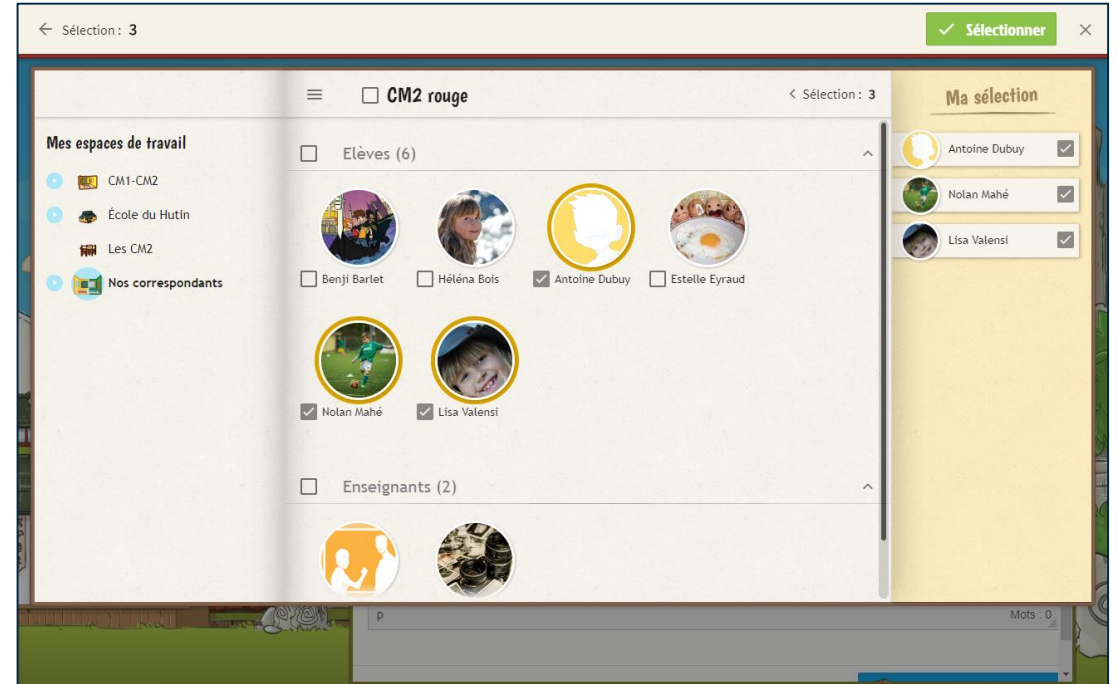 Sélection : 3
Sélectionner
Mes espaces de travail
CM1-CM2
École du Hutin
Les CM2
Nos correspondants
CM2 rouge
Sélection : 3
Elèves (6)
Benji Barlet
Héléna Bois
Antoine Dubuy
Estelle Eyraud
Nolan Mahé
Lisa Valensi
Enseignants (2)
Ma sélection
Antoine Dubuy
Nolan Mahé
Lisa Valensi
p
Mots : 0